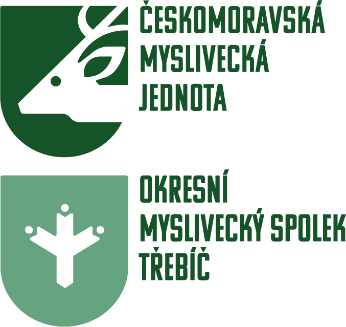 ČESKOMORAVSKÁ
MYSLIVECKÁ
JEDNOTA
OKRESNÍ
MYSLIVECKÝ SPOLEK
TŘEBÍČ